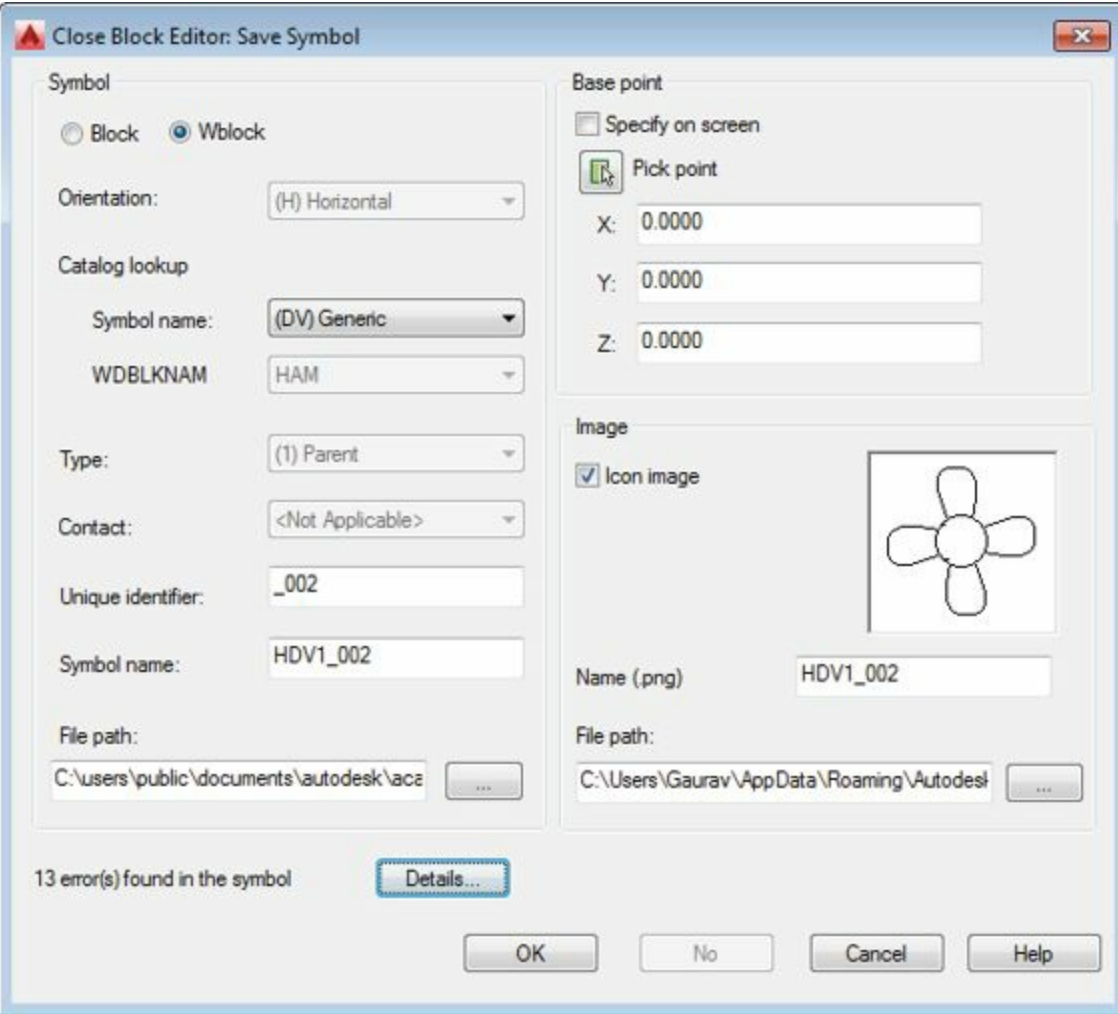 Close Block Editor: Save Symbol
Symbol
Block
Wblock
Orientation:
(H) Horizontal
Catalog lookup
Symbol name:
(DV) Generic
WDBLKNAM
HAM
Type:
(1) Parent
Contact:
<Not Applicable>
Unique identifier:
_002
Symbol name:
HDV1_002
File path:
C:\users\public\documents\autodesk\aca
...
Base point
Specify on screen
Pick point
X:
0.0000
Y:
0.0000
Z:
0.0000
Image
Icon image
Name (.png)
HDV1_002
File path:
C:\Users\Gaurav\AppData\Roaming\Autodesk
...
13 error(s) found in the symbol
Details...
OK
No
Cancel
Help